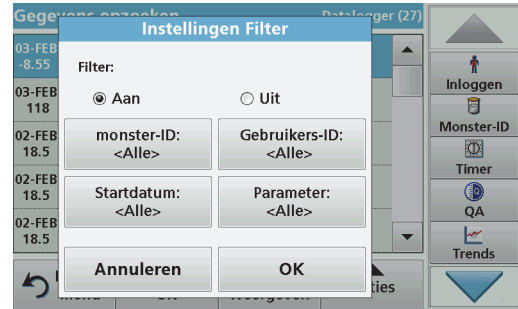 Gegevens opzoeken Datalogger (27)
Instellingen Filter
03-FEB
-8.55
03-FEB
118
02-FEB
18.5
02-FEB
18.5
02-FEB
18.5
Filter:
Aan Uit
monster-ID:
<Alle>
Gebruikers-ID:
<Alle>
Startdatum:
<Alle>
Parameter:
<Alle>
Annuleren OK
Inloggen
Monster-ID
Timer
QA
Trends